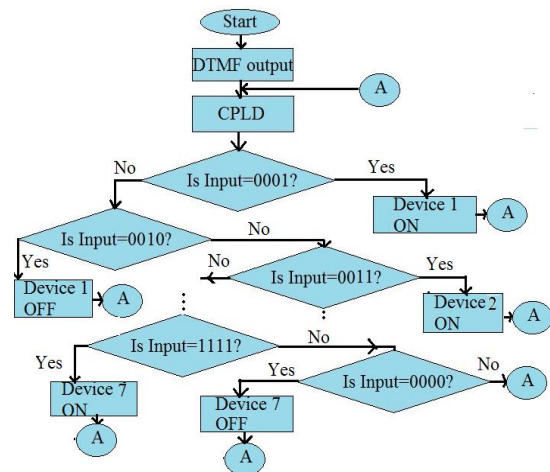 Start
DTMF output
A
CPLD
No
Yes
Is Input=0001?
Device 1
ON
A
Is Input=0010?
No
Yes
No
Is Input=0011?
Yes
Device 1
OFF
A
Device 2
ON
A
Is Input=1111?
No
Yes
Yes
Is Input=0000?
No
A
Device 7
ON
Device 7
OFF
A
A